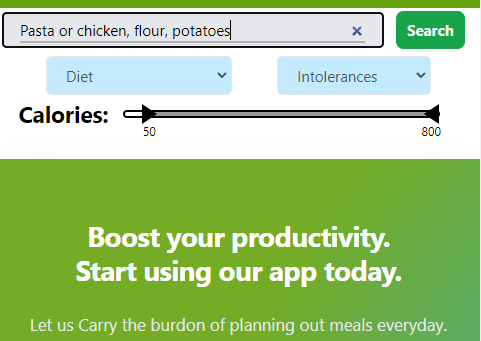 Pasta or chicken, flour, potatoes × Search
Diet Intolerances
Calories:
50 800
Boost your productivity.
Start using our app today.
Let us Carry the burden of planning out meals everyday.